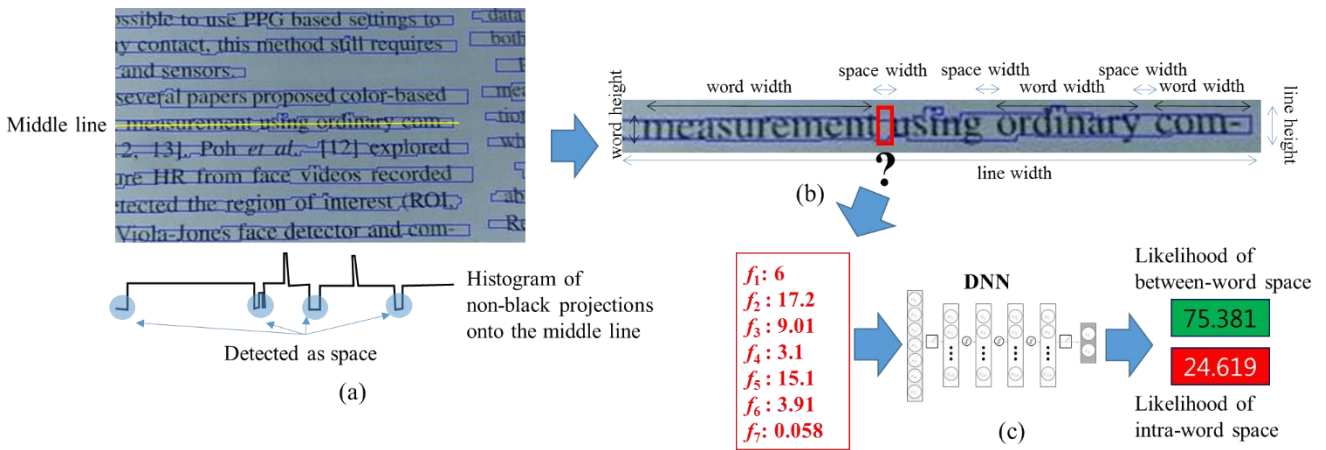 ossible to use PPG based settings to
y contact, this method still requires
and sensors.
several papers proposed color-based
measurement using ordinary com-
2, 13]. Poh et al. [12] explored
ure HR from face videos recorded
tected the region of interest (ROI,
Viola-Jones face detector and com-
data
both
mea
tion
wh
ab
Re
Middle line
Histogram of
non-black projections
onto the middle line
Detected as space
(a)
space width
space width
space width
word width
word width
word width
word height
line height
measurement using ordinary com-
?
line width
(b)
f1: 6
f2: 17.2
f3: 9.01
f4: 3.1
f5: 15.1
f6: 3.91
f7: 0.058
DNN
(c)
Likelihood of
between-word space
75.381
24.619
Likelihood of
intra-word space